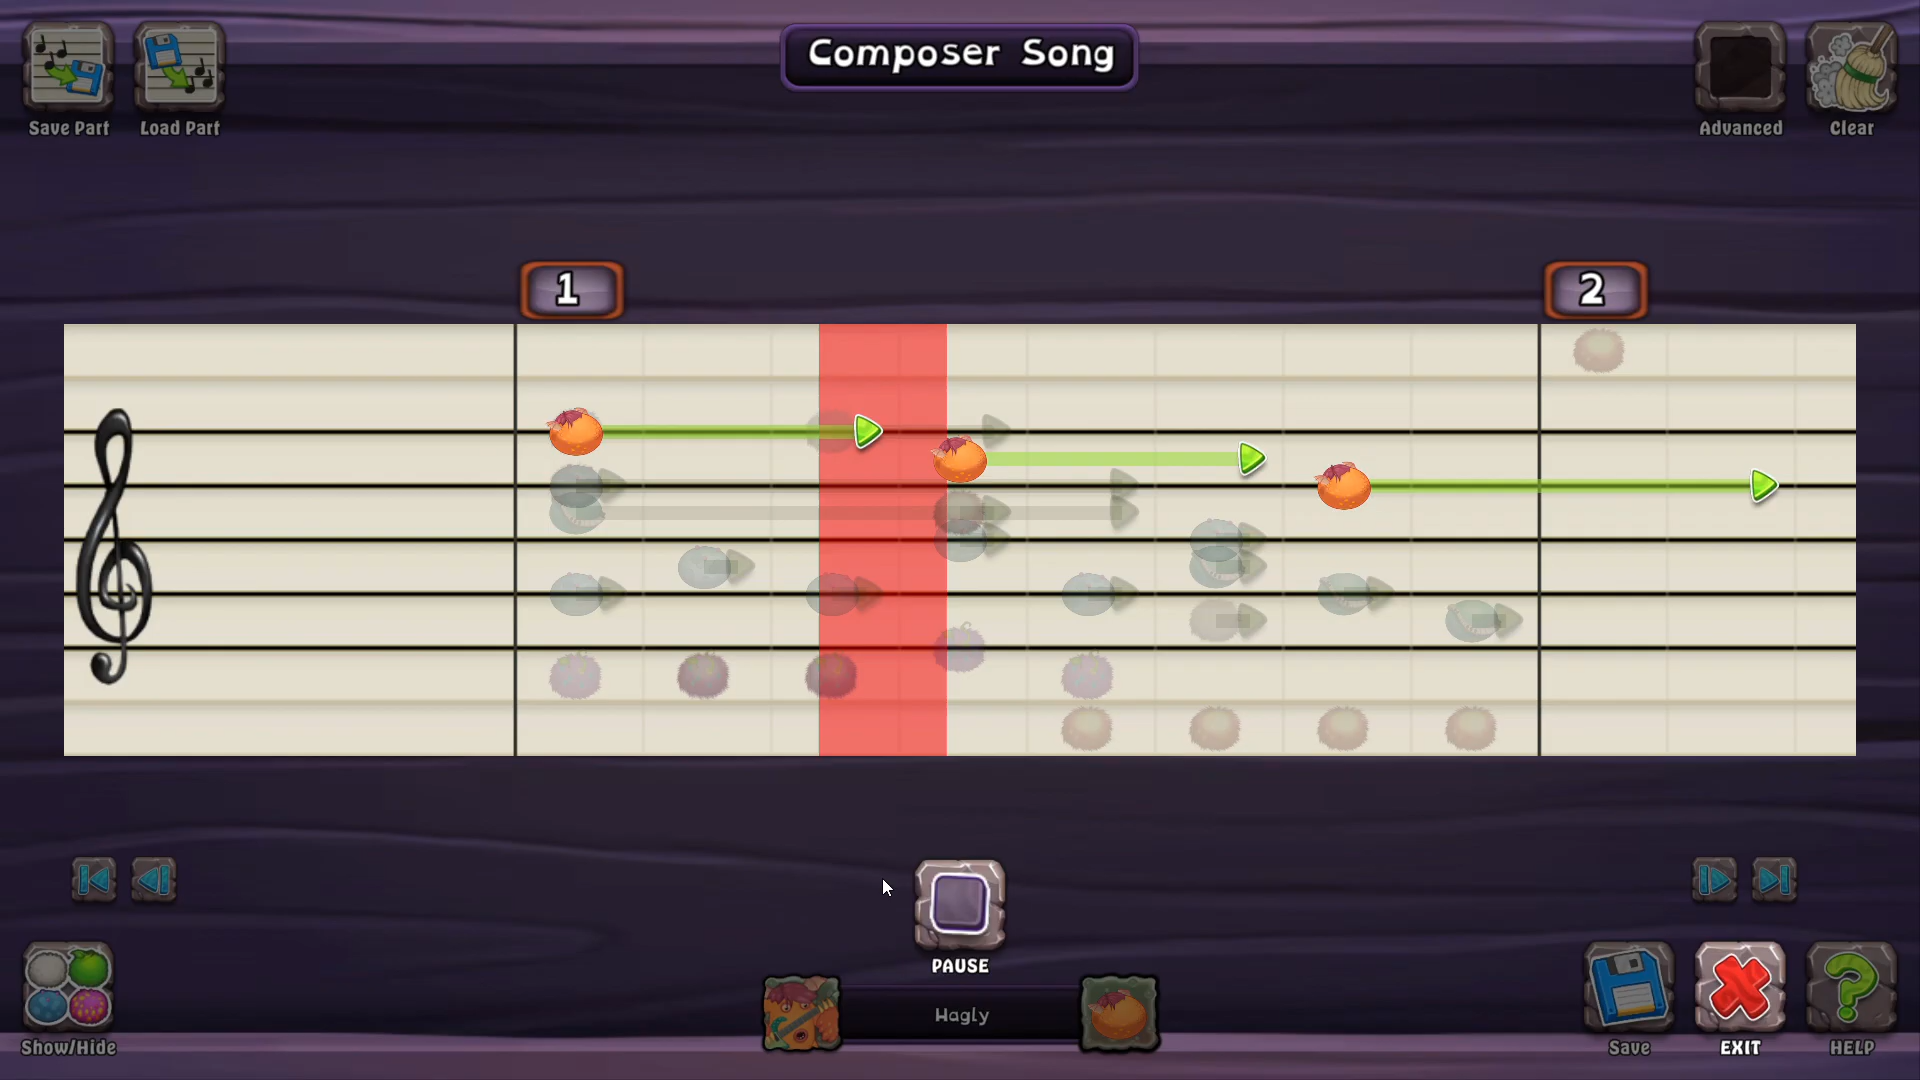 Composer Song
Save Part
Load Part
Advanced
Clear
1
2
PAUSE
Hagly
Show/Hide
Save
EXIT
HELP